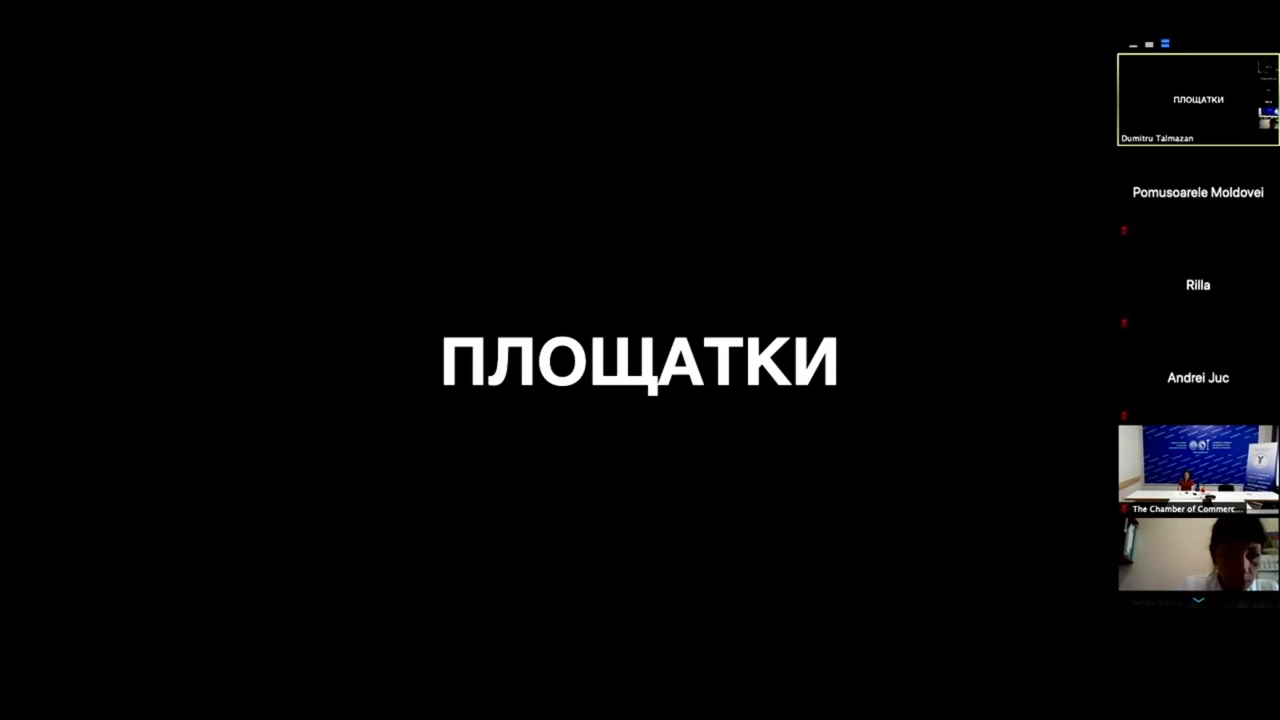 ПЛОЩАТКИ
ПЛОЩАТКИ
Dumitru Talmazan
Pomusoarele Moldovei
Rilla
Andrei Juc
The Chamber of Commerc...